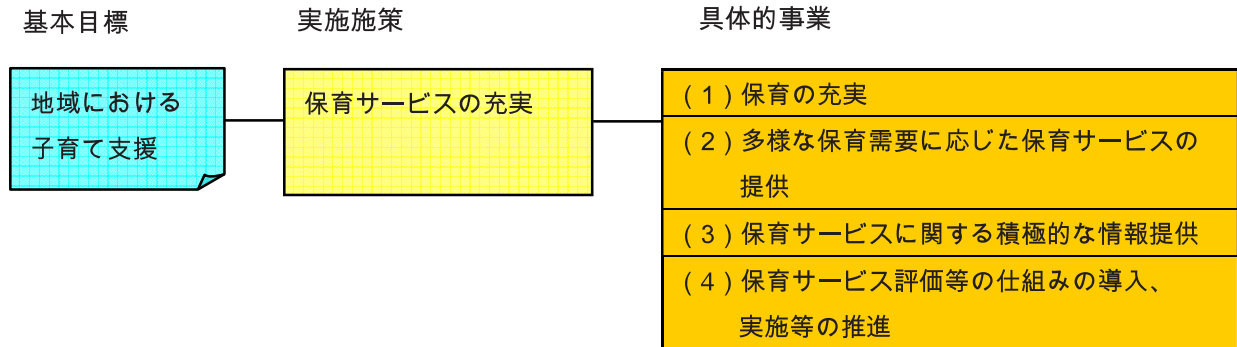 基本目標
実施施策
具体的事業
地域における
子育て支援
保育サービスの充実
(1)保育の充実
(2)多様な保育需要に応じた保育サービスの
提供
(3)保育サービスに関する積極的な情報提供
(4)保育サービス評価等の仕組みの導入、
実施等の推進